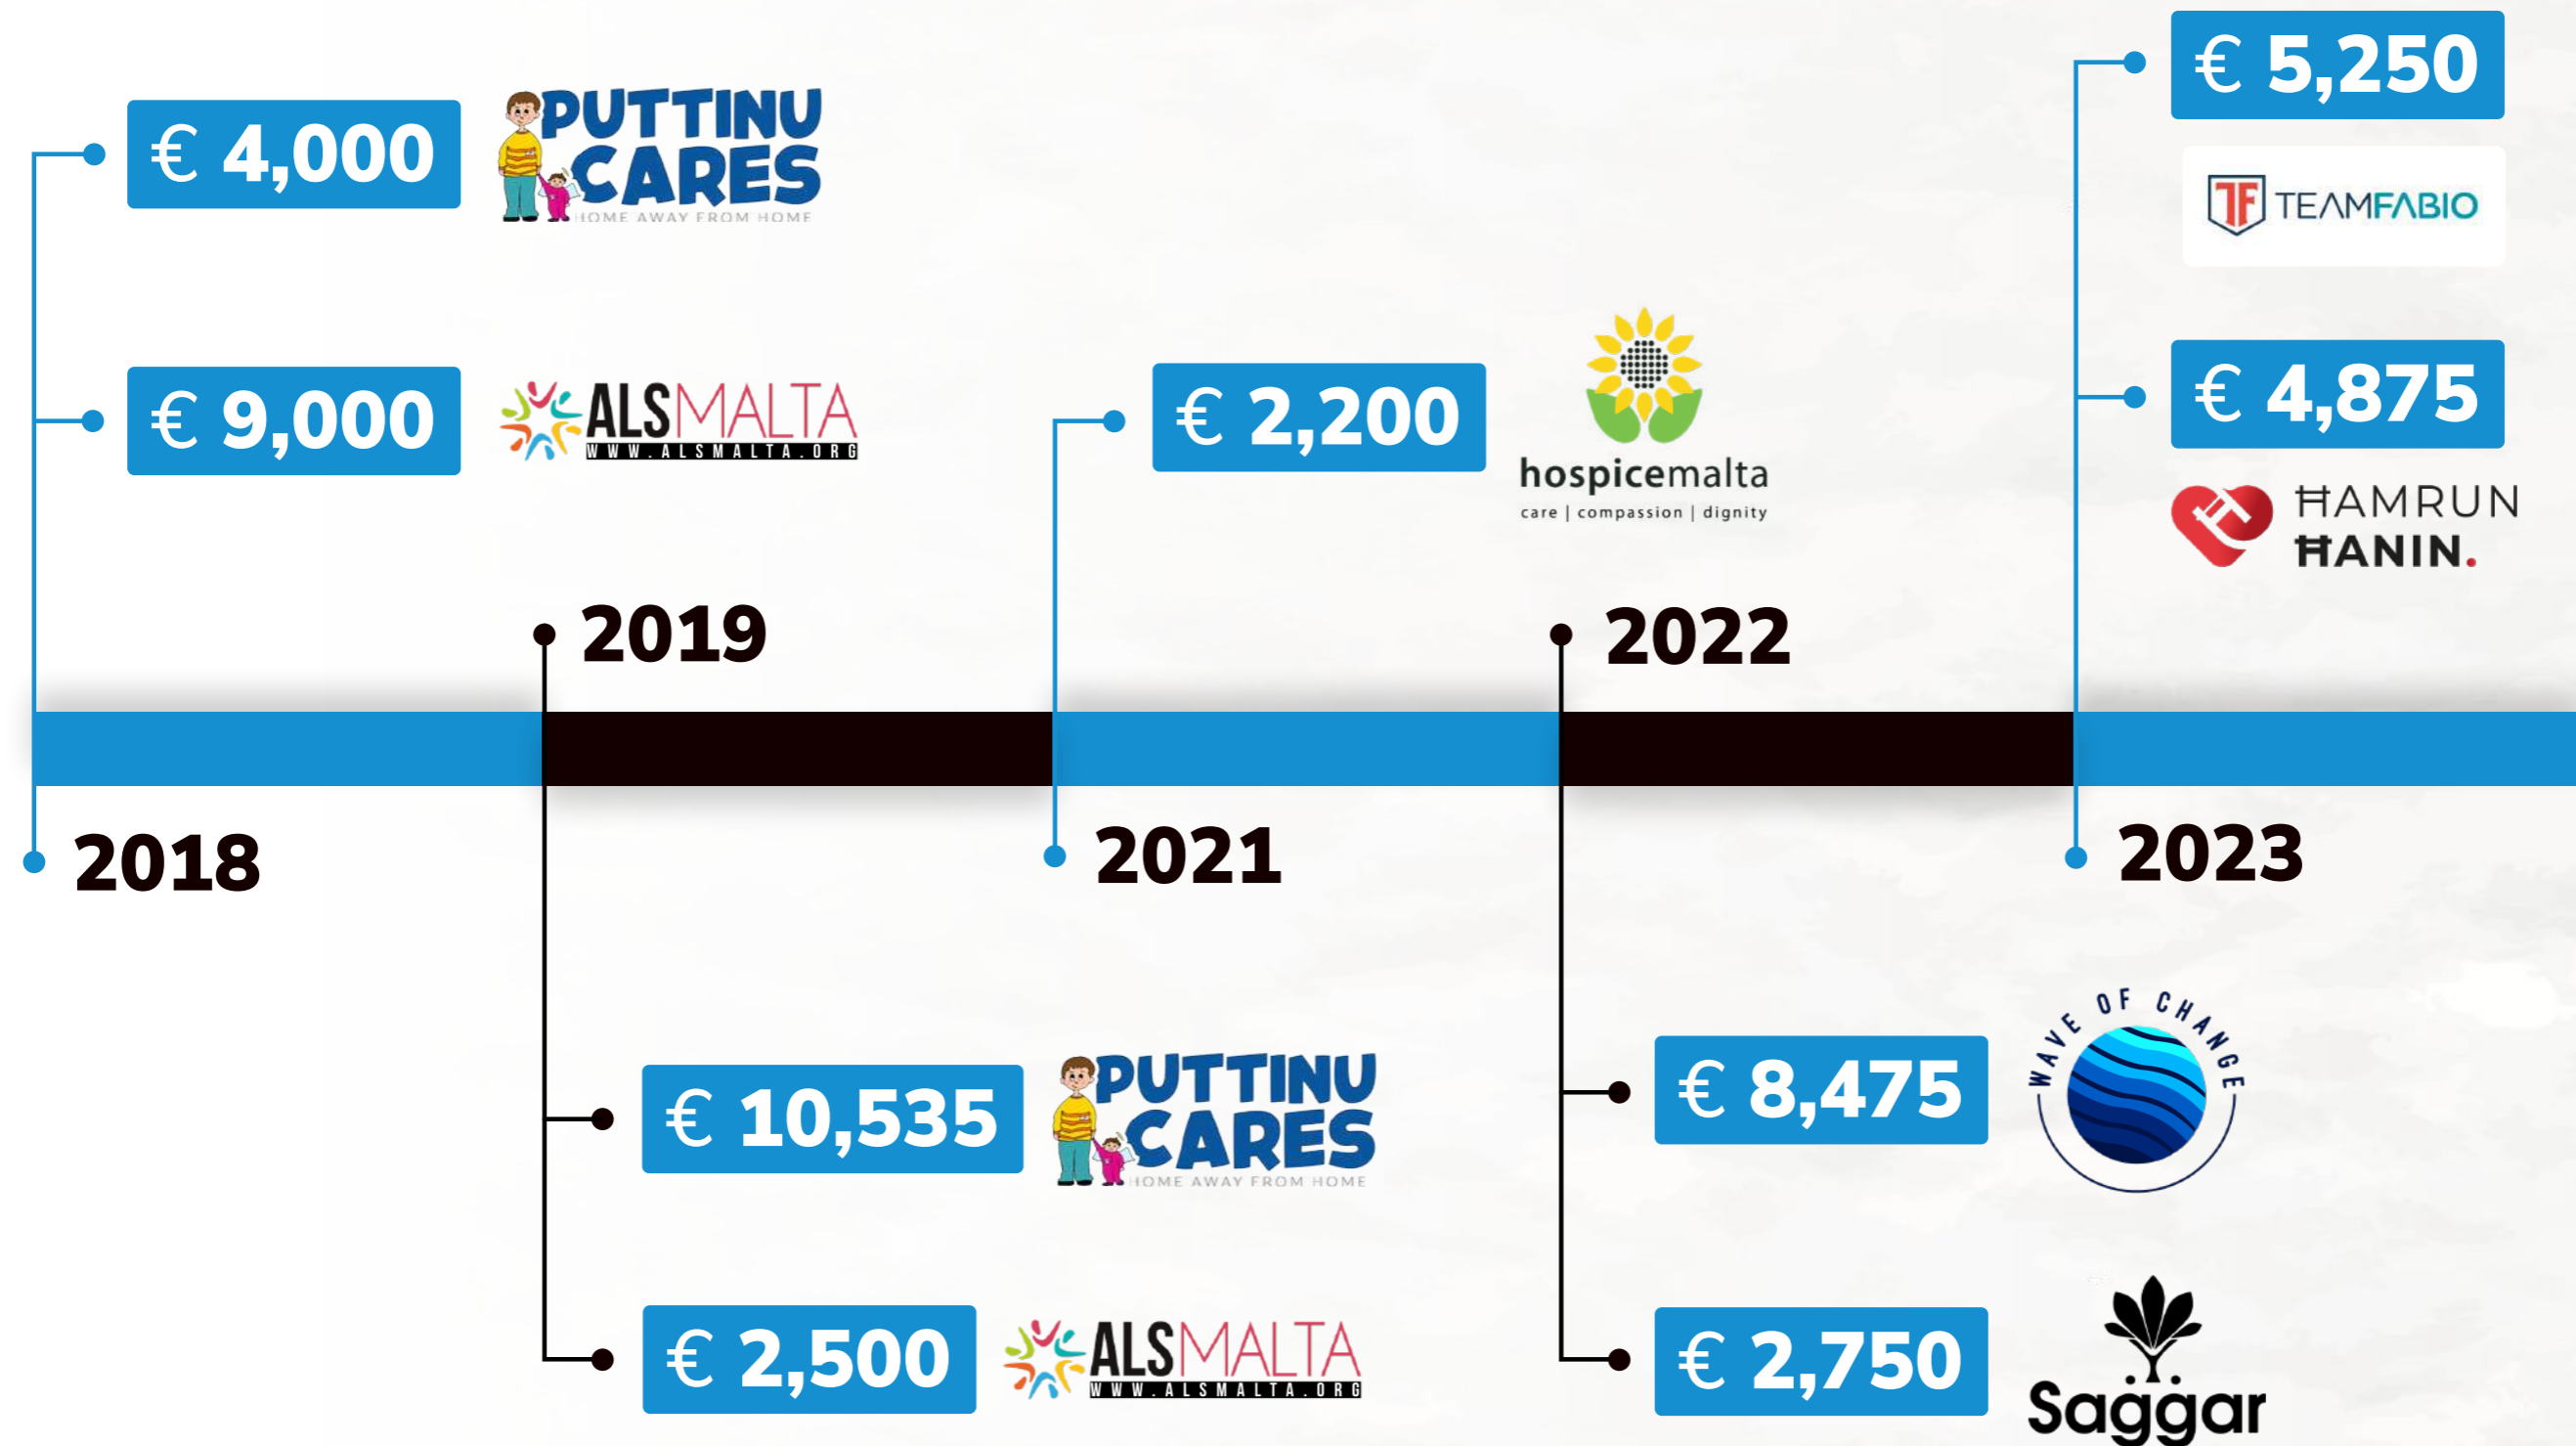 € 4,000
PUTTINU
CARES
HOME AWAY FROM HOME
€ 9,000
ALSMALTA
WWW.ALSMALTA.ORG
2018
2019
€ 10,535
PUTTINU
CARES
HOME AWAY FROM HOME
€ 2,500
ALSMALTA
WWW.ALSMALTA.ORG
€ 2,200
hospicemalta
care | compassion | dignity
2021
2022
€ 8,475
WAVE OF CHANGE
€ 2,750
Saġġar
€ 5,250
TF TEAMFABIO
€ 4,875
ĦAMRUN
ĦANIN.
2023